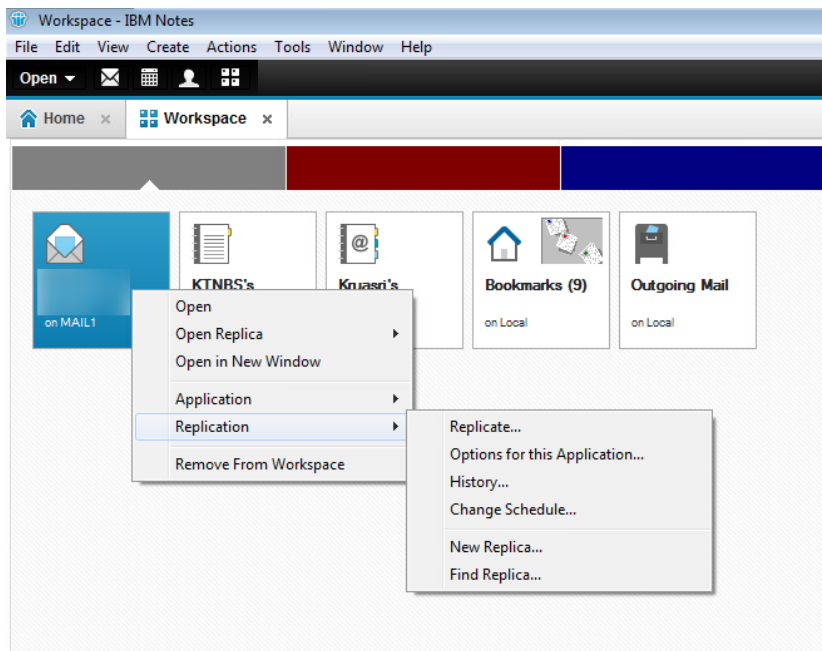 Workspace - IBM Notes
File Edit View Create Actions Tools Window Help
Open
Home
Workspace
KTNBS's
Kruasri's
Bookmarks (9)
Outgoing Mail
on MAIL1
on Local
on Local
Open
Open Replica
Open in New Window
Application
Replication
Remove From Workspace
Replicate...
Options for this Application...
History...
Change Schedule...
New Replica...
Find Replica...